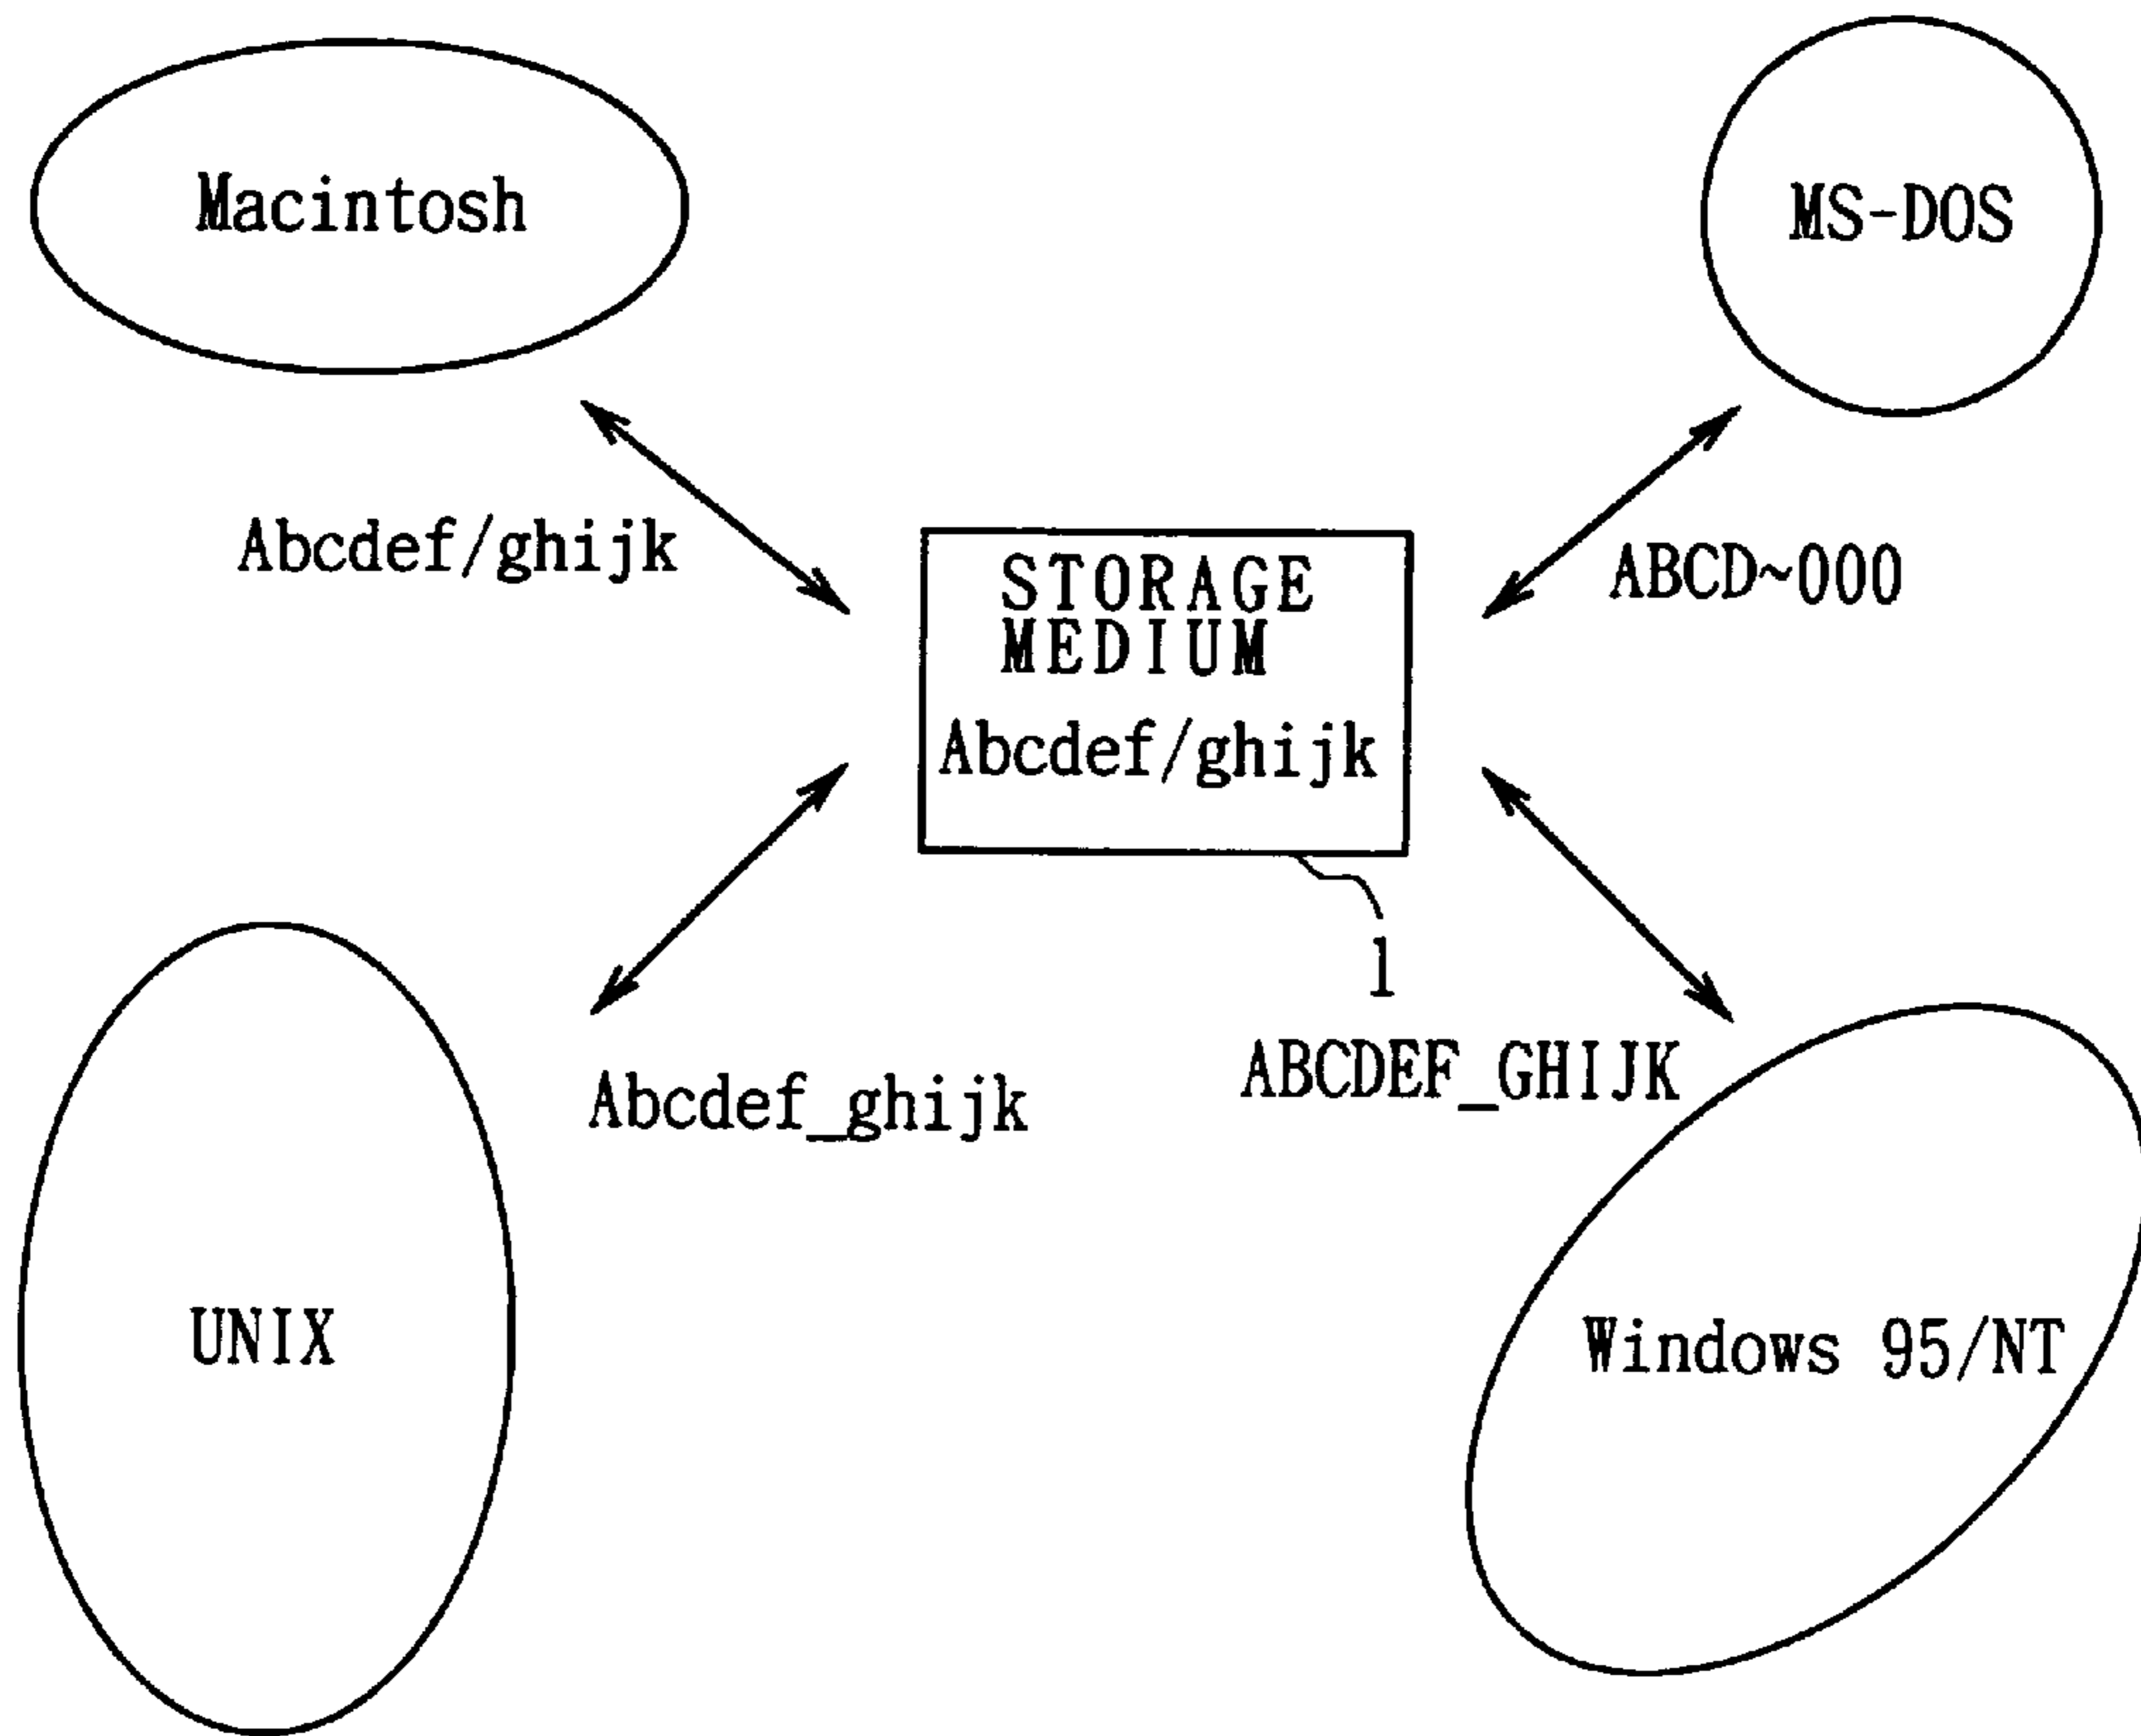 Macintosh
MS-DOS
Abcdef/ghijk
ABCD~000
STORAGE
MEDIUM
Abcdef/ghijk
1
Abcdef_ghijk
ABCDEF_GHIJK
UNIX
Windows 95/NT